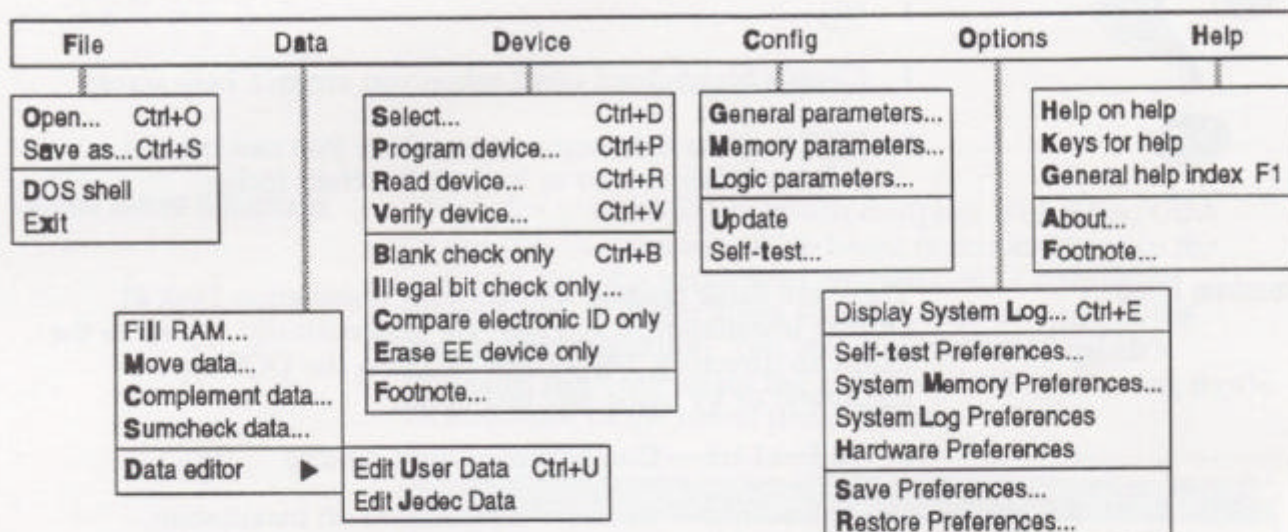 File Data Device Config Options Help
Open... Ctrl+O
Save as... Ctrl+S
DOS shell
Exit
Fill RAM...
Move data...
Complement data...
Sumcheck data...
Data editor ▶
Edit User Data Ctrl+U
Edit Jedec Data
Select... Ctrl+D
Program device... Ctrl+P
Read device... Ctrl+R
Verify device... Ctrl+V
Blank check only Ctrl+B
Illegal bit check only...
Compare electronic ID only
Erase EE device only
Footnote...
General parameters...
Memory parameters...
Logic parameters...
Update
Self-test...
Display System Log... Ctrl+E
Self-test Preferences...
System Memory Preferences...
System Log Preferences
Hardware Preferences
Save Preferences...
Restore Preferences...
Help on help
Keys for help
General help index F1
About...
Footnote...